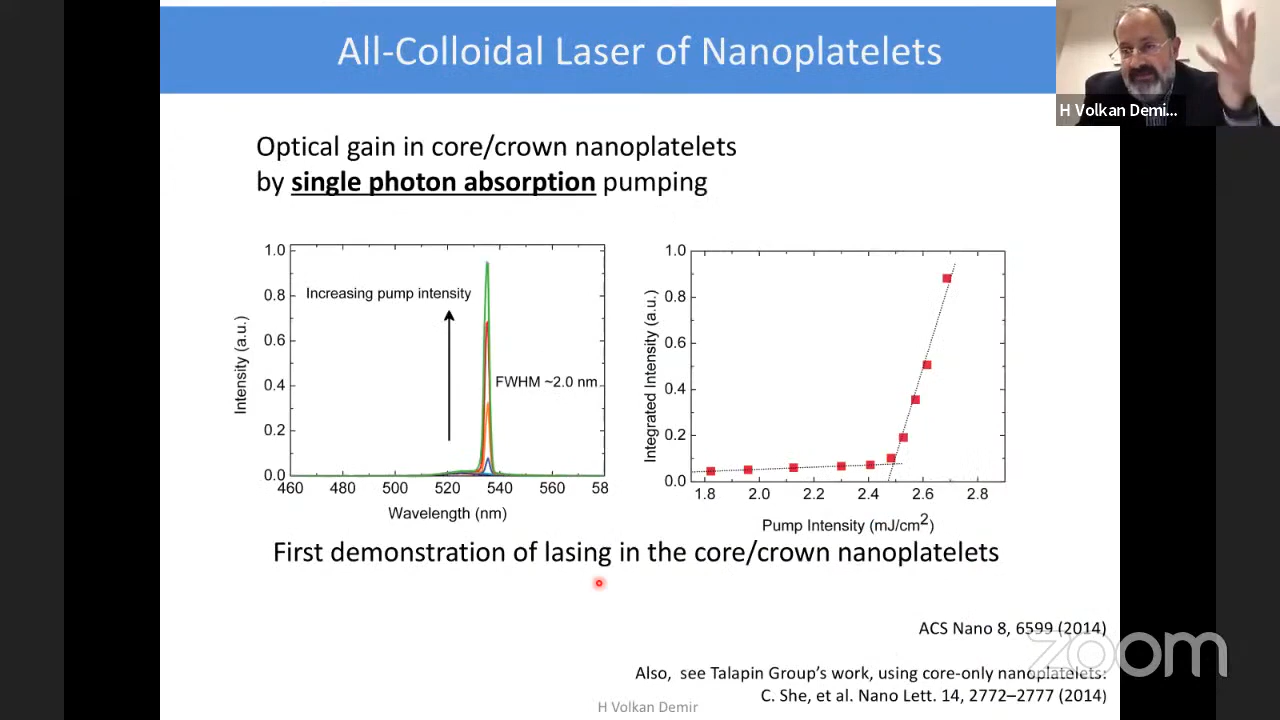 All-Colloidal Laser of Nanoplatelets
H Volkan Demi...
Optical gain in core/crown nanoplatelets
by single photon absorption pumping
1.0
0.8
0.6
0.4
0.2
0.0
Intensity (a.u.)
Increasing pump intensity
FWHM ~2.0 nm
460 480 500 520 540 560 58
Wavelength (nm)
1.0
0.8
0.6
0.4
0.2
0.0
Integrated Intensity (a.u.)
1.8 2.0 2.2 2.4 2.6 2.8
Pump Intensity (mJ/cm2)
First demonstration of lasing in the core/crown nanoplatelets
ACS Nano 8, 6599 (2014)
zoom
Also, see Talapin Group's work, using core-only nanoplatelets:
C. She, et al. Nano Lett. 14, 2772–2777 (2014)
H Volkan Demir